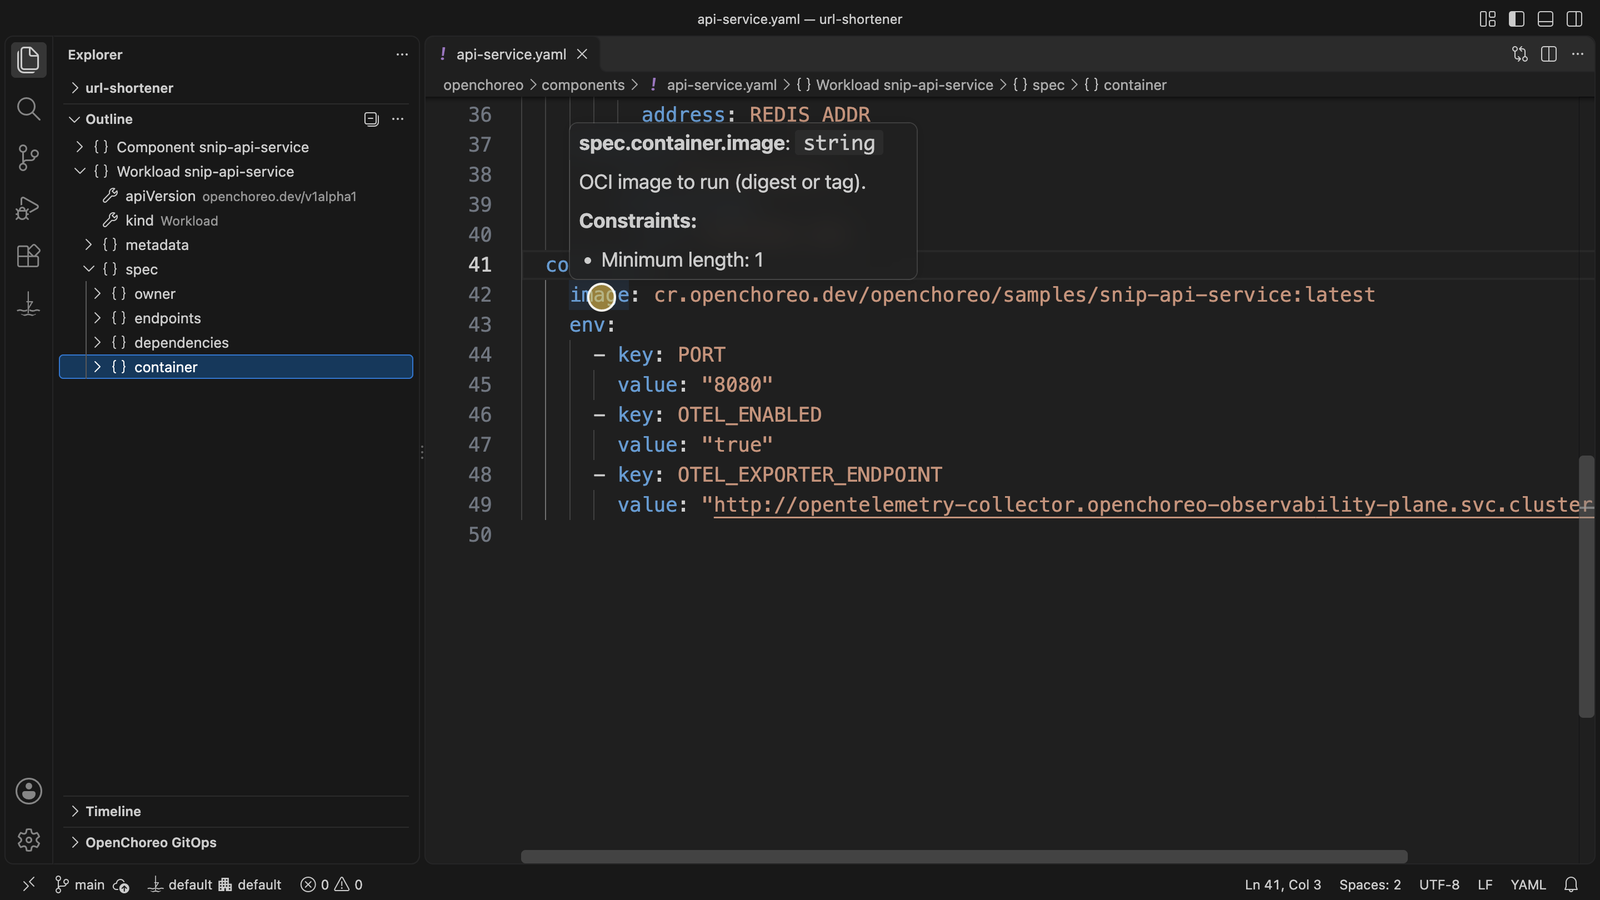 api-service.yaml — url-shortener
Explorer
url-shortener
Outline
Component snip-api-service
Workload snip-api-service
apiVersion openchoreo.dev/v1alpha1
kind Workload
metadata
spec
owner
endpoints
dependencies
container
Timeline
OpenChoreo GitOps
! api-service.yaml
openchoreo > components > ! api-service.yaml > {} Workload snip-api-service > {} spec > {} container
36 address: REDIS_ADDR
37
38
39
40
41 co
spec.container.image: string
OCI image to run (digest or tag).
Constraints:
• Minimum length: 1
42 image: cr.openchoreo.dev/openchoreo/samples/snip-api-service:latest
43 env:
44 - key: PORT
45 value: "8080"
46 - key: OTEL_ENABLED
47 value: "true"
48 - key: OTEL_EXPORTER_ENDPOINT
49 value: "http://opentelemetry-collector.openchoreo-observability-plane.svc.cluster
50
main default default 0 0 Ln 41, Col 3 Spaces: 2 UTF-8 LF YAML